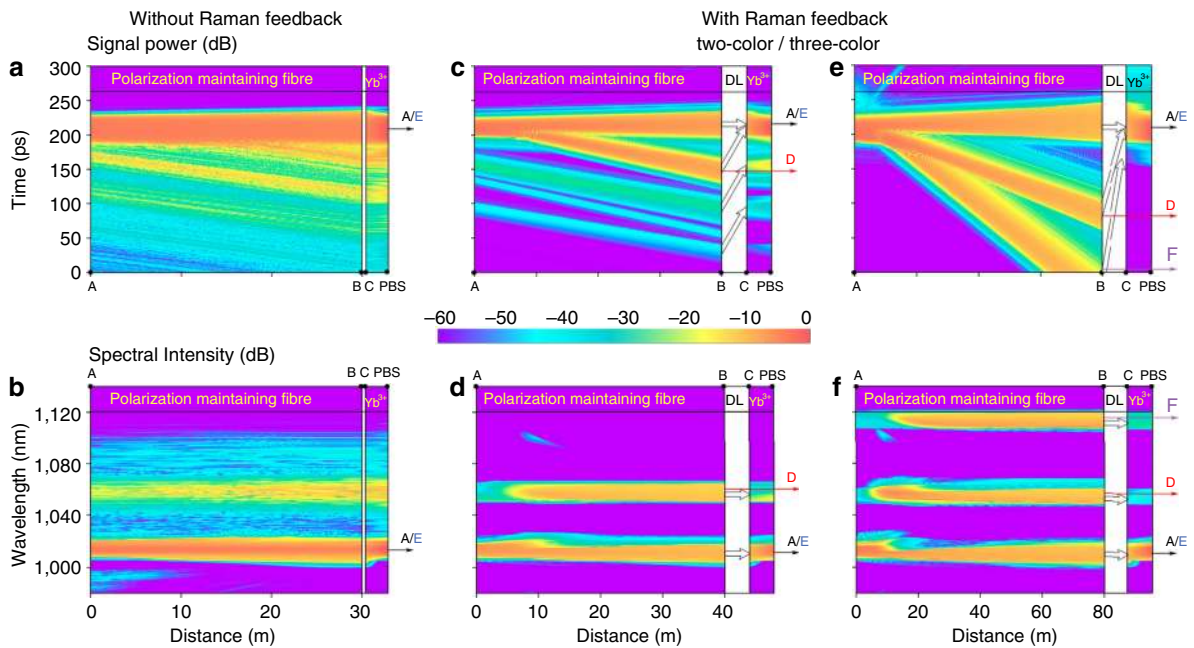 Without Raman feedback
With Raman feedback
Signal power (dB)
two-color / three-color
a
c
e
300
250
200
150
100
50
0
Time (ps)
Polarization maintaining fibre
Yb³⁺
A/E
A
B C PBS
Polarization maintaining fibre
DL
Yb³⁺
A/E
D
A
B
C
PBS
Polarization maintaining fibre
DL
Yb³⁺
A/E
D
F
A
B
C
PBS
−60 −50 −40 −30 −20 −10 0
Spectral Intensity (dB)
b
d
f
A
B C PBS
1,120
1,080
1,040
1,000
Wavelength (nm)
Polarization maintaining fibre
Yb³⁺
A/E
0 10 20 30
Distance (m)
A
B
C
PBS
Polarization maintaining fibre
DL
Yb³⁺
D
A/E
0 10 20 30 40
Distance (m)
A
B
C
PBS
Polarization maintaining fibre
DL
Yb³⁺
F
D
A/E
0 20 40 60 80
Distance (m)